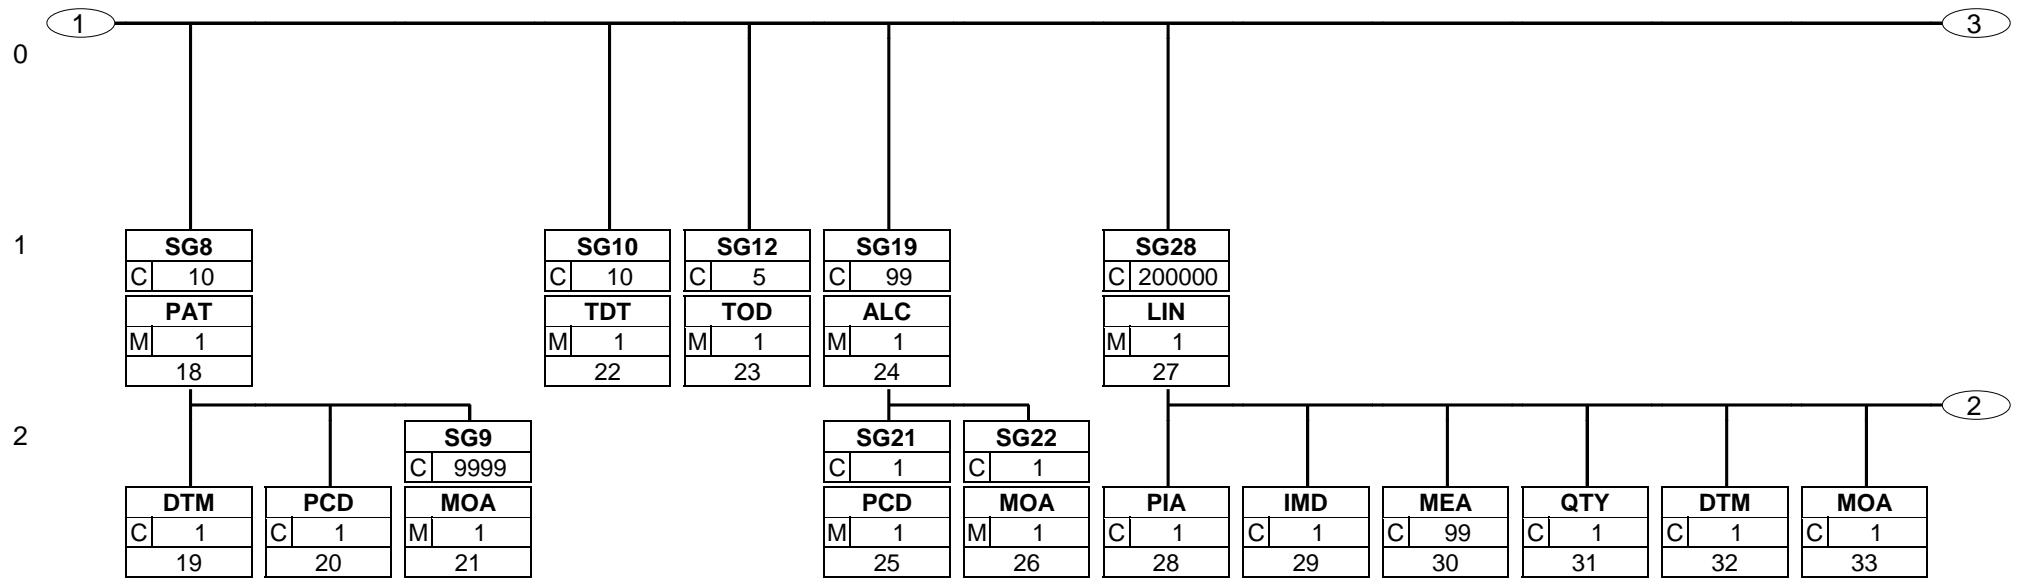 1 3
0
1 SG8 SG10 SG12 SG19 SG28
C 10 C 10 C 5 C 99 C 200000
PAT TDT TOD ALC LIN
M 1 M 1 M 1 M 1 M 1
18 22 23 24 27
2
2 SG9 SG21 SG22
C 9999 C 1 C 1
DTM PCD MOA PCD MOA PIA IMD MEA QTY DTM MOA
C 1 C 1 M 1 M 1 M 1 C 1 C 1 C 99 C 1 C 1 C 1
19 20 21 25 26 28 29 30 31 32 33